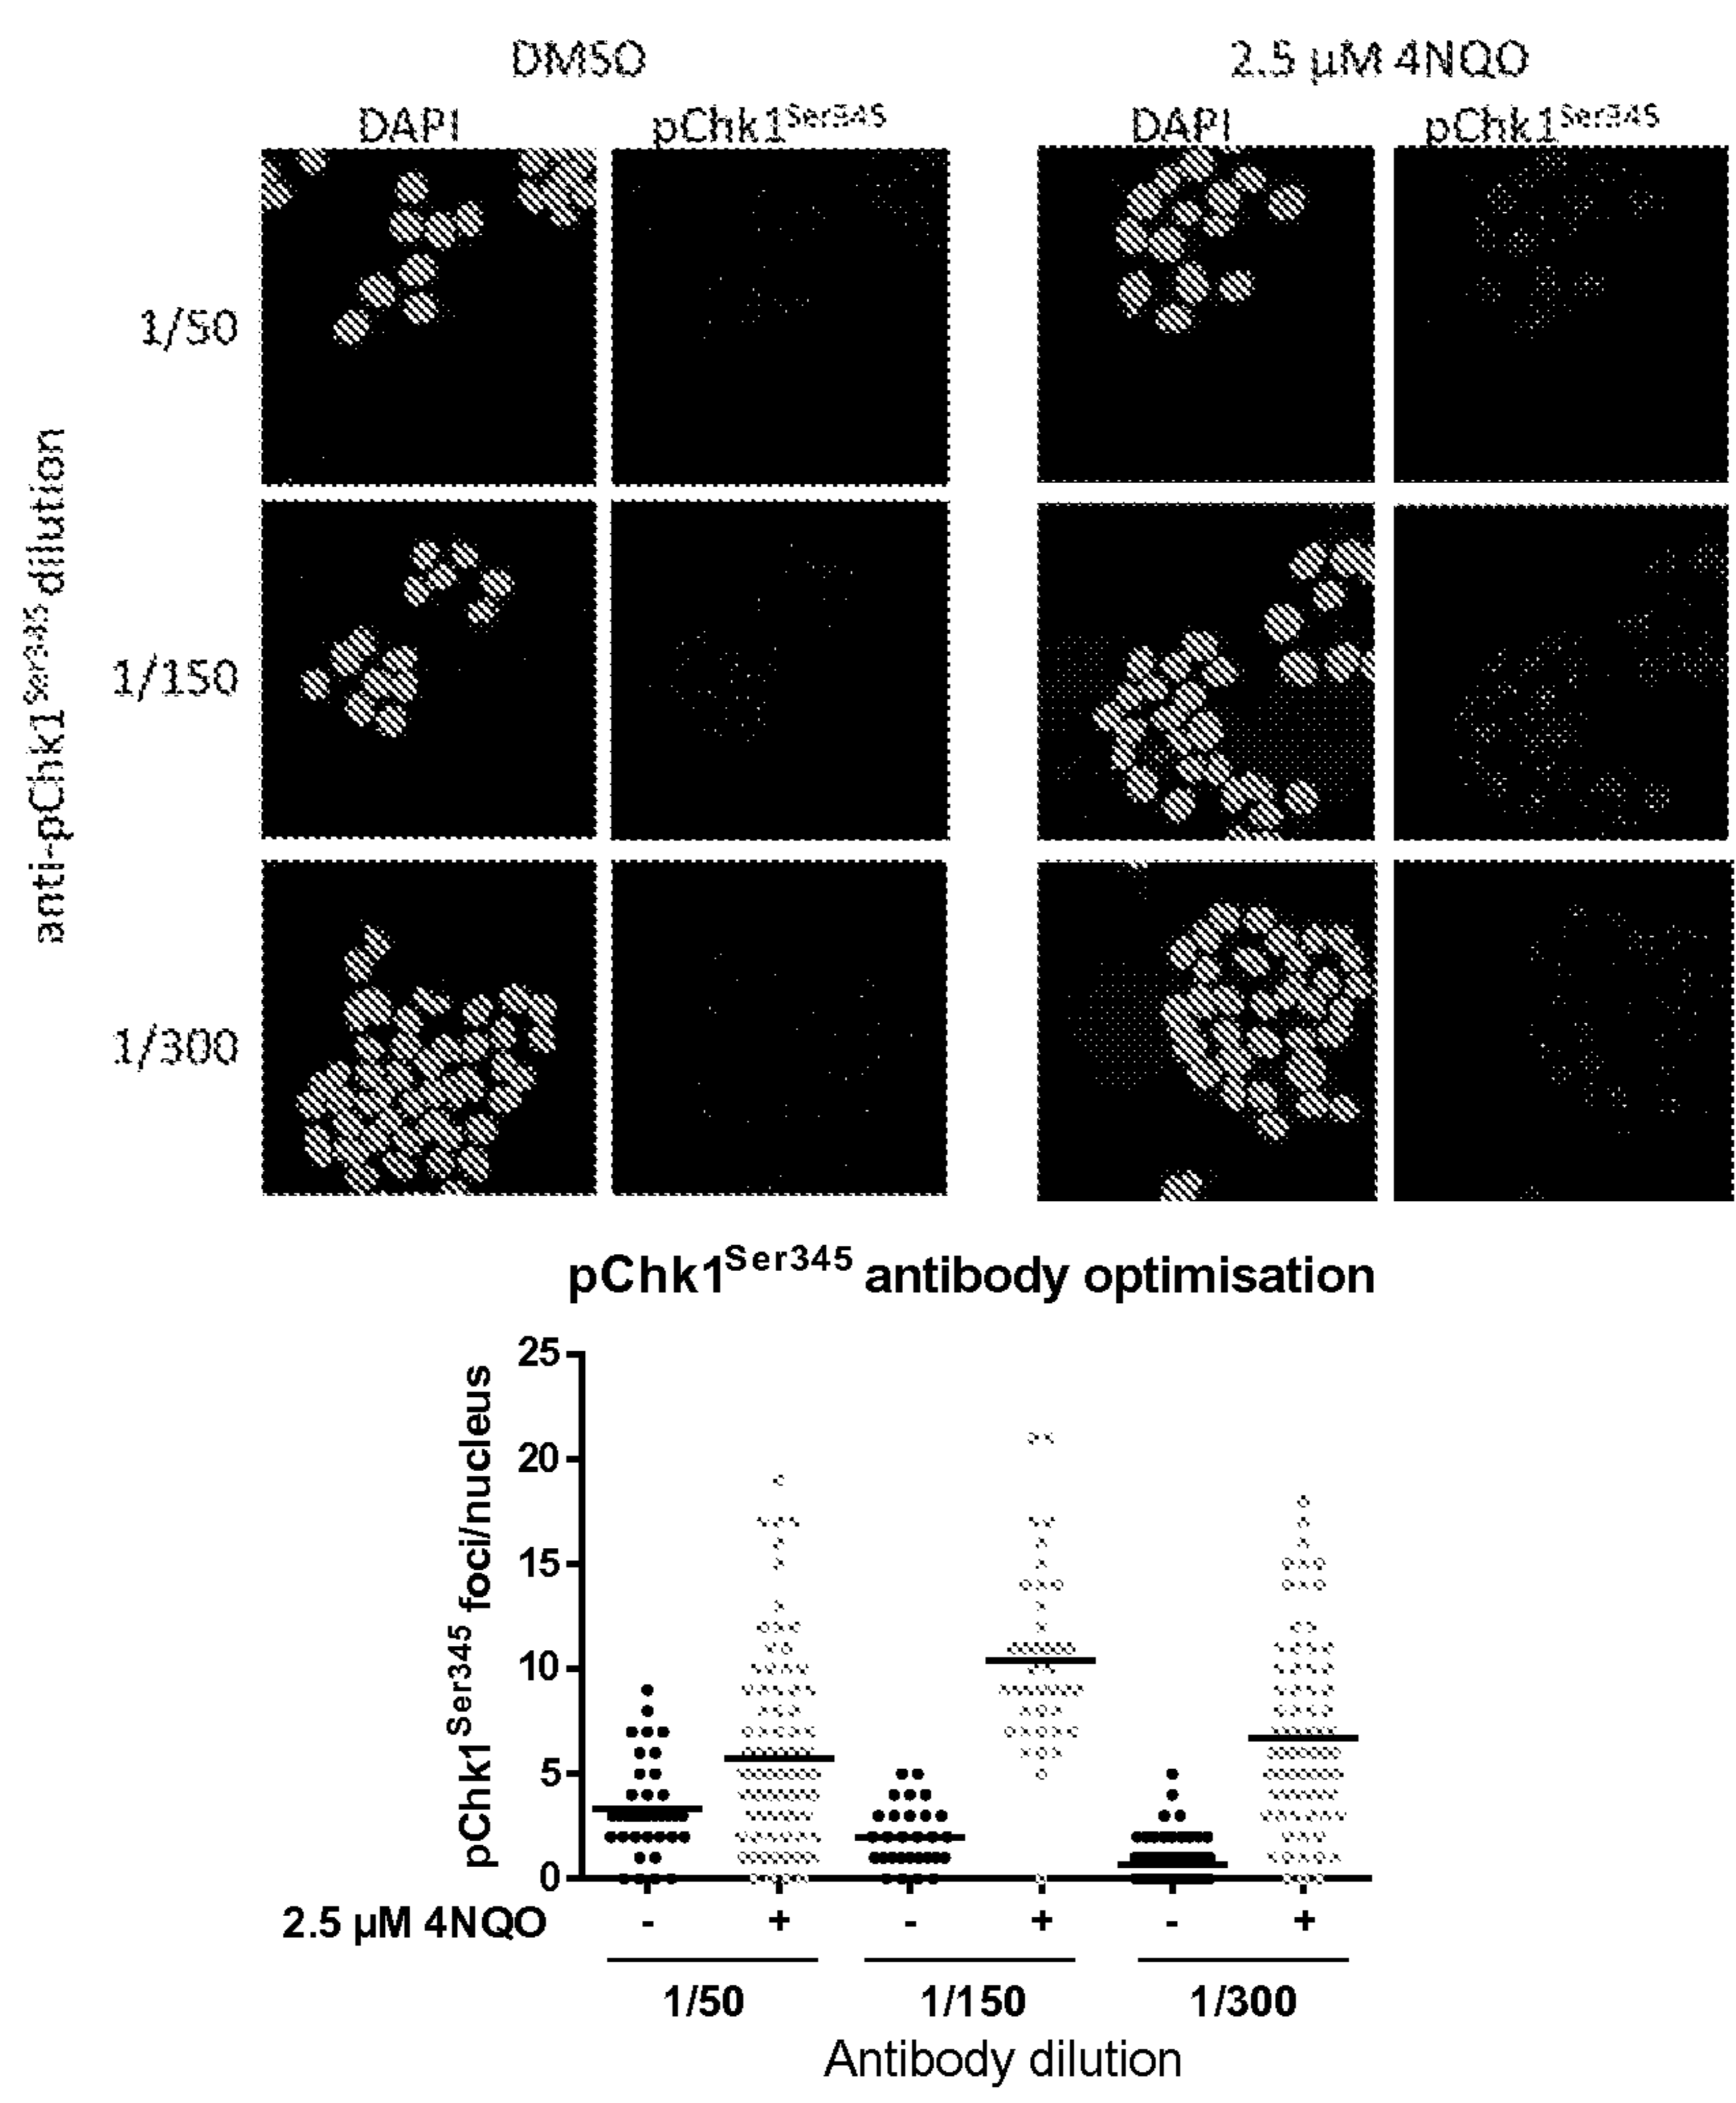 DMSO
2.5 µM 4NQO
DAPI
pChk1Ser345
DAPI
pChk1Ser345
anti-pChk1Ser345 dilution
1/50
1/150
1/300
pChk1Ser345 antibody optimisation
pChk1Ser345 foci/nucleus
25
20
15
10
5
0
2.5 µM 4NQO - + - + - +
1/50 1/150 1/300
Antibody dilution